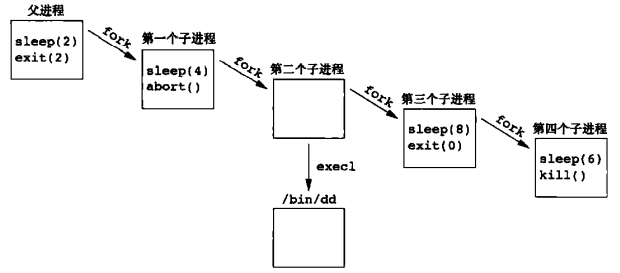 父进程
sleep(2)
exit(2)
fork
第一个子进程
sleep(4)
abort()
fork
第二个子进程
fork
第三个子进程
sleep(8)
exit(0)
fork
第四个子进程
sleep(6)
kill()
execl
/bin/dd